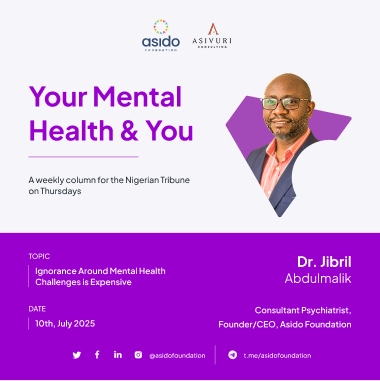 asido
FOUNDATION
ASIVURI
CONSULTING
Your Mental
Health & You
A weekly column for the Nigerian Tribune
on Thursdays
TOPIC
Ignorance Around Mental Health
Challenges is Expensive
DATE
10th, July 2025
Dr. Jibril
Abdulmalik
Consultant Psychiatrist,
Founder/CEO, Asido Foundation
@asidofoundation
t.me/asidofoundation